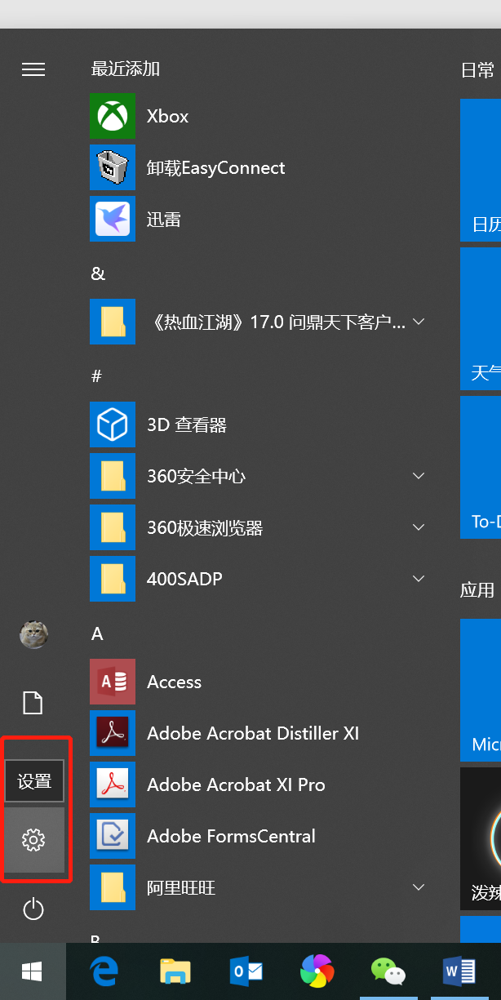 最近添加
日常
Xbox
卸载EasyConnect
迅雷
日历
&
《热血江湖》17.0 问鼎天下客户...
天气
#
3D 查看器
360安全中心
To-D
360极速浏览器
400SADP
应用
A
Access
Adobe Acrobat Distiller XI
Micr
设置
Adobe Acrobat XI Pro
Adobe FormsCentral
阿里旺旺
泼辣
B